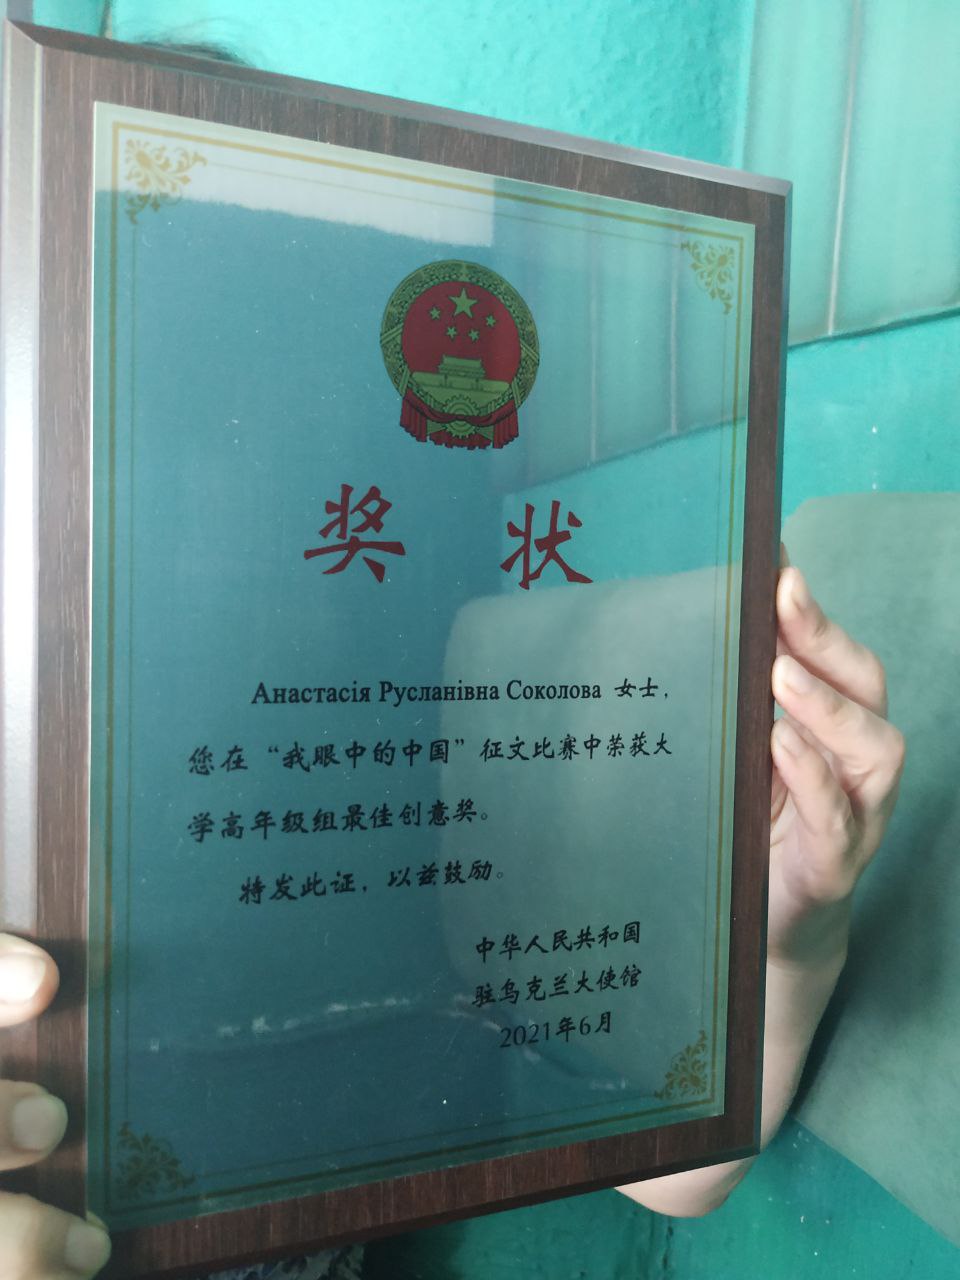 奖 状
Анастасія Русланівна Соколова 女士，
您在“我眼中的中国”征文比赛中荣获大
学高年级组最佳创意奖。
特发此证，以兹鼓励。
中华人民共和国
驻乌克兰大使馆
2021年6月